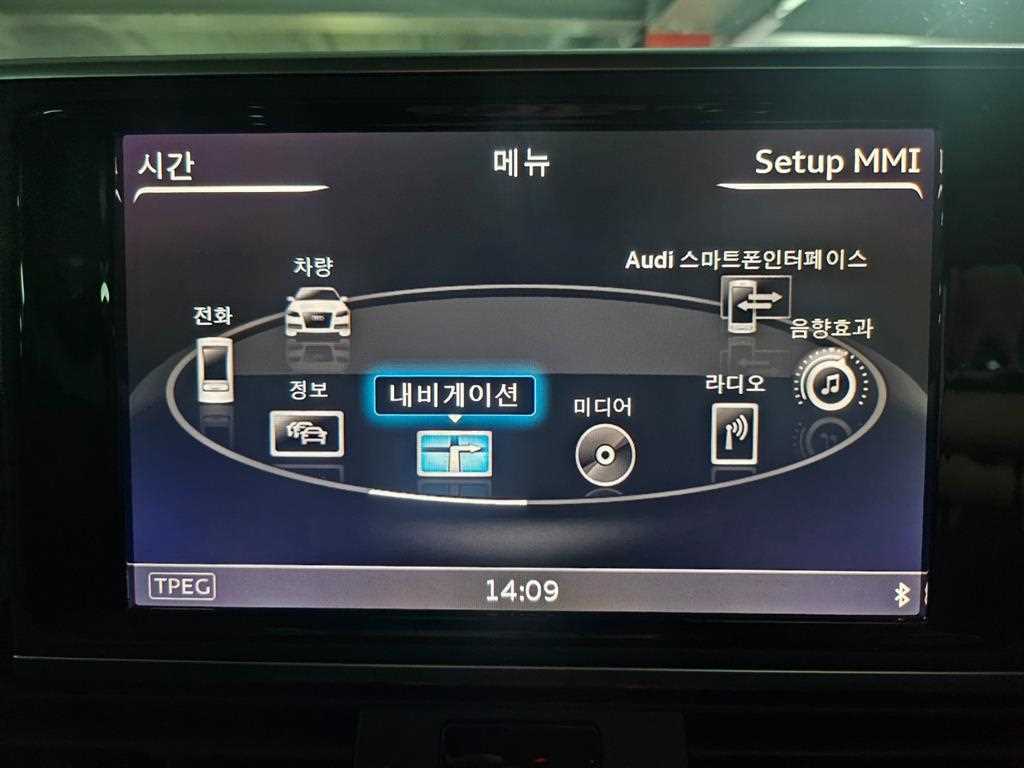 시간
메뉴
Setup MMI
차량
Audi 스마트폰인터페이스
전화
음향효과
정보
내비게이션
미디어
라디오
TPEG
14:09